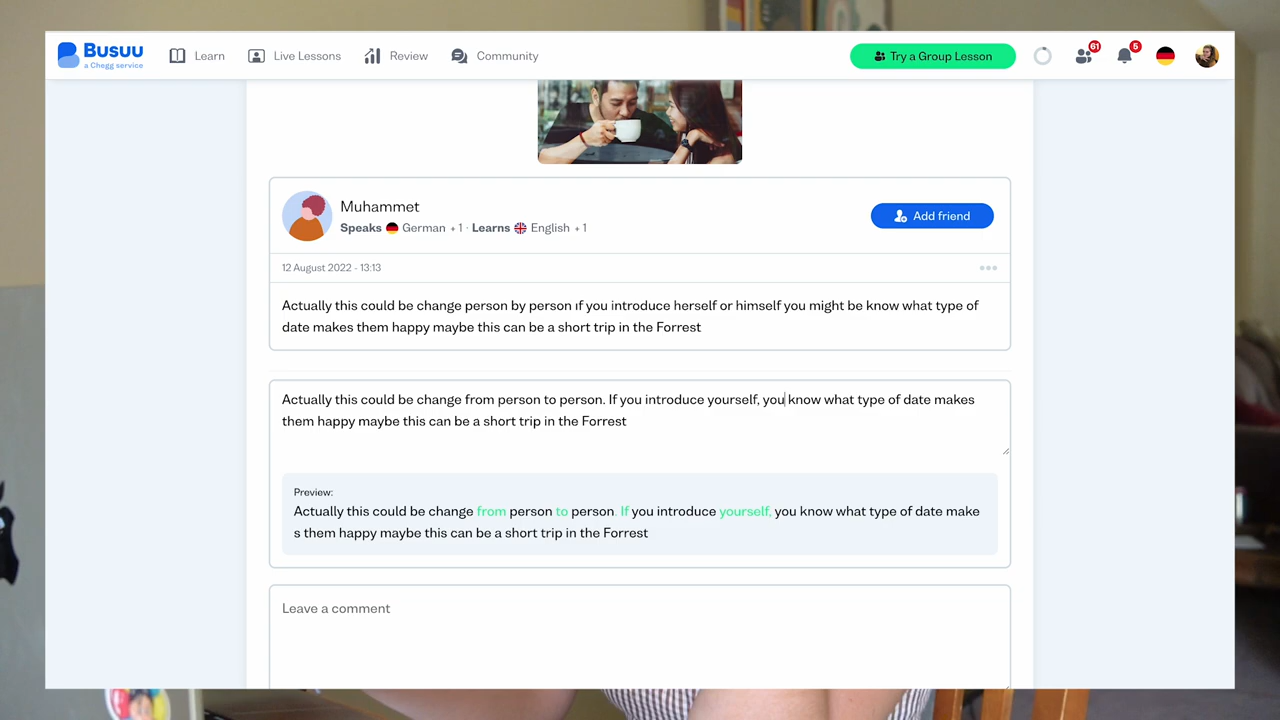 Busuu
a Chegg service
Learn
Live Lessons
Review
Community
Try a Group Lesson
61
5
Muhammet
Speaks German + 1 · Learns English + 1
Add friend
12 August 2022 - 13:13
Actually this could be change person by person ıf you introduce herself or himself you might be know what type of
date makes them happy maybe this can be a short trip in the Forrest
Actually this could be change from person to person. If you introduce yourself, you know what type of date makes
them happy maybe this can be a short trip in the Forrest
Preview:
Actually this could be change from person to person. If you introduce yourself, you know what type of date make
s them happy maybe this can be a short trip in the Forrest
Leave a comment